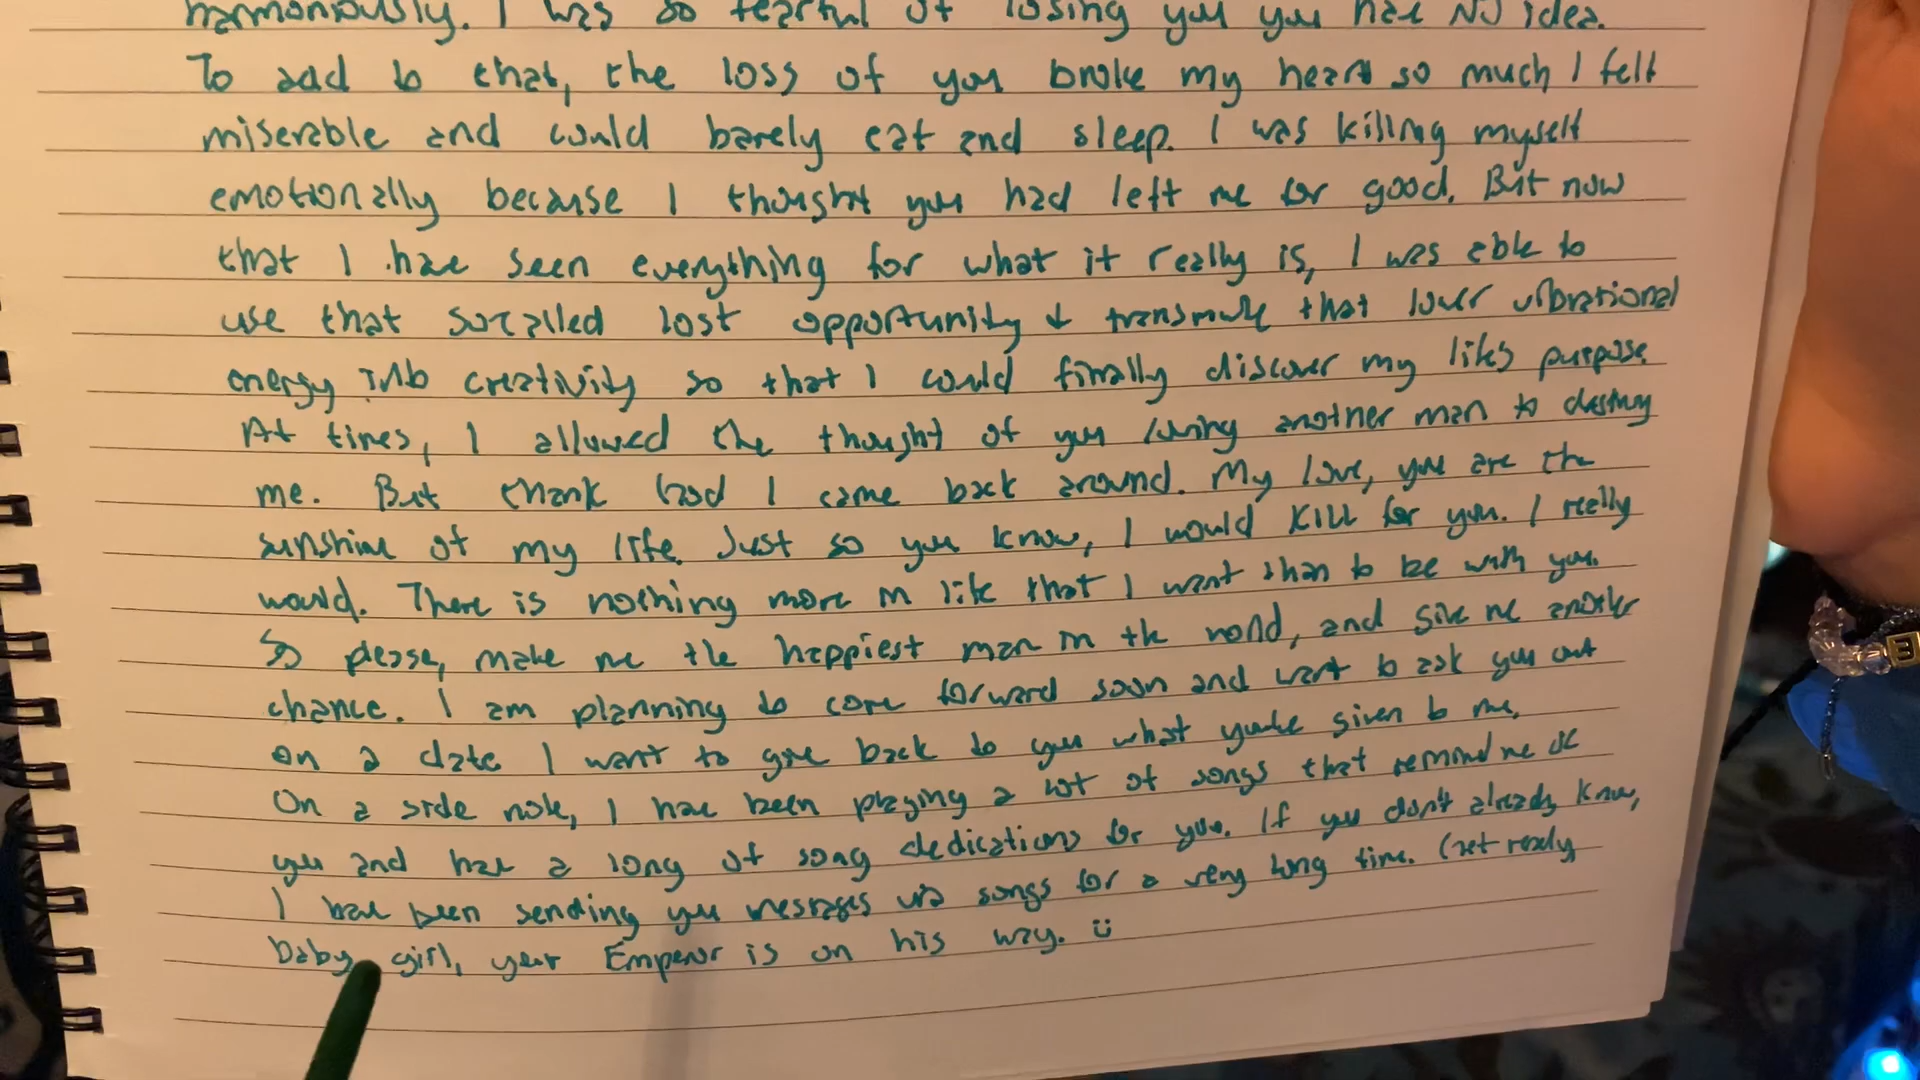 harmoniously. I was so fearful of losing you you have NO idea.
To add to that, the loss of you broke my heart so much I felt
miserable and could barely eat and sleep. I was killing myself
emotionally because I thought you had left me for good. But now
that I have seen everything for what it really is, I was able to
use that socalled lost opportunity & transmute that lower vibrational
energy into creativity so that I could finally discover my life's purpose.
At times, I allowed the thought of you loving another man to destroy
me. But thank God I came back around. My love, you are the
sunshine of my life. Just so you know, I would KILL for you. I really
would. There is nothing more in life that I want than to be with you.
So please, make me the happiest man in the world, and give me another
chance. I am planning to come forward soon and want to ask you out
on a date I want to give back to you what you've given to me.
On a side note, I have been playing a lot of songs that remind me of
you and have a long of song dedications for you. If you don't already know,
I have been sending you messages via songs for a very long time. Get ready
baby girl, your Emperor is on his way. ü
E